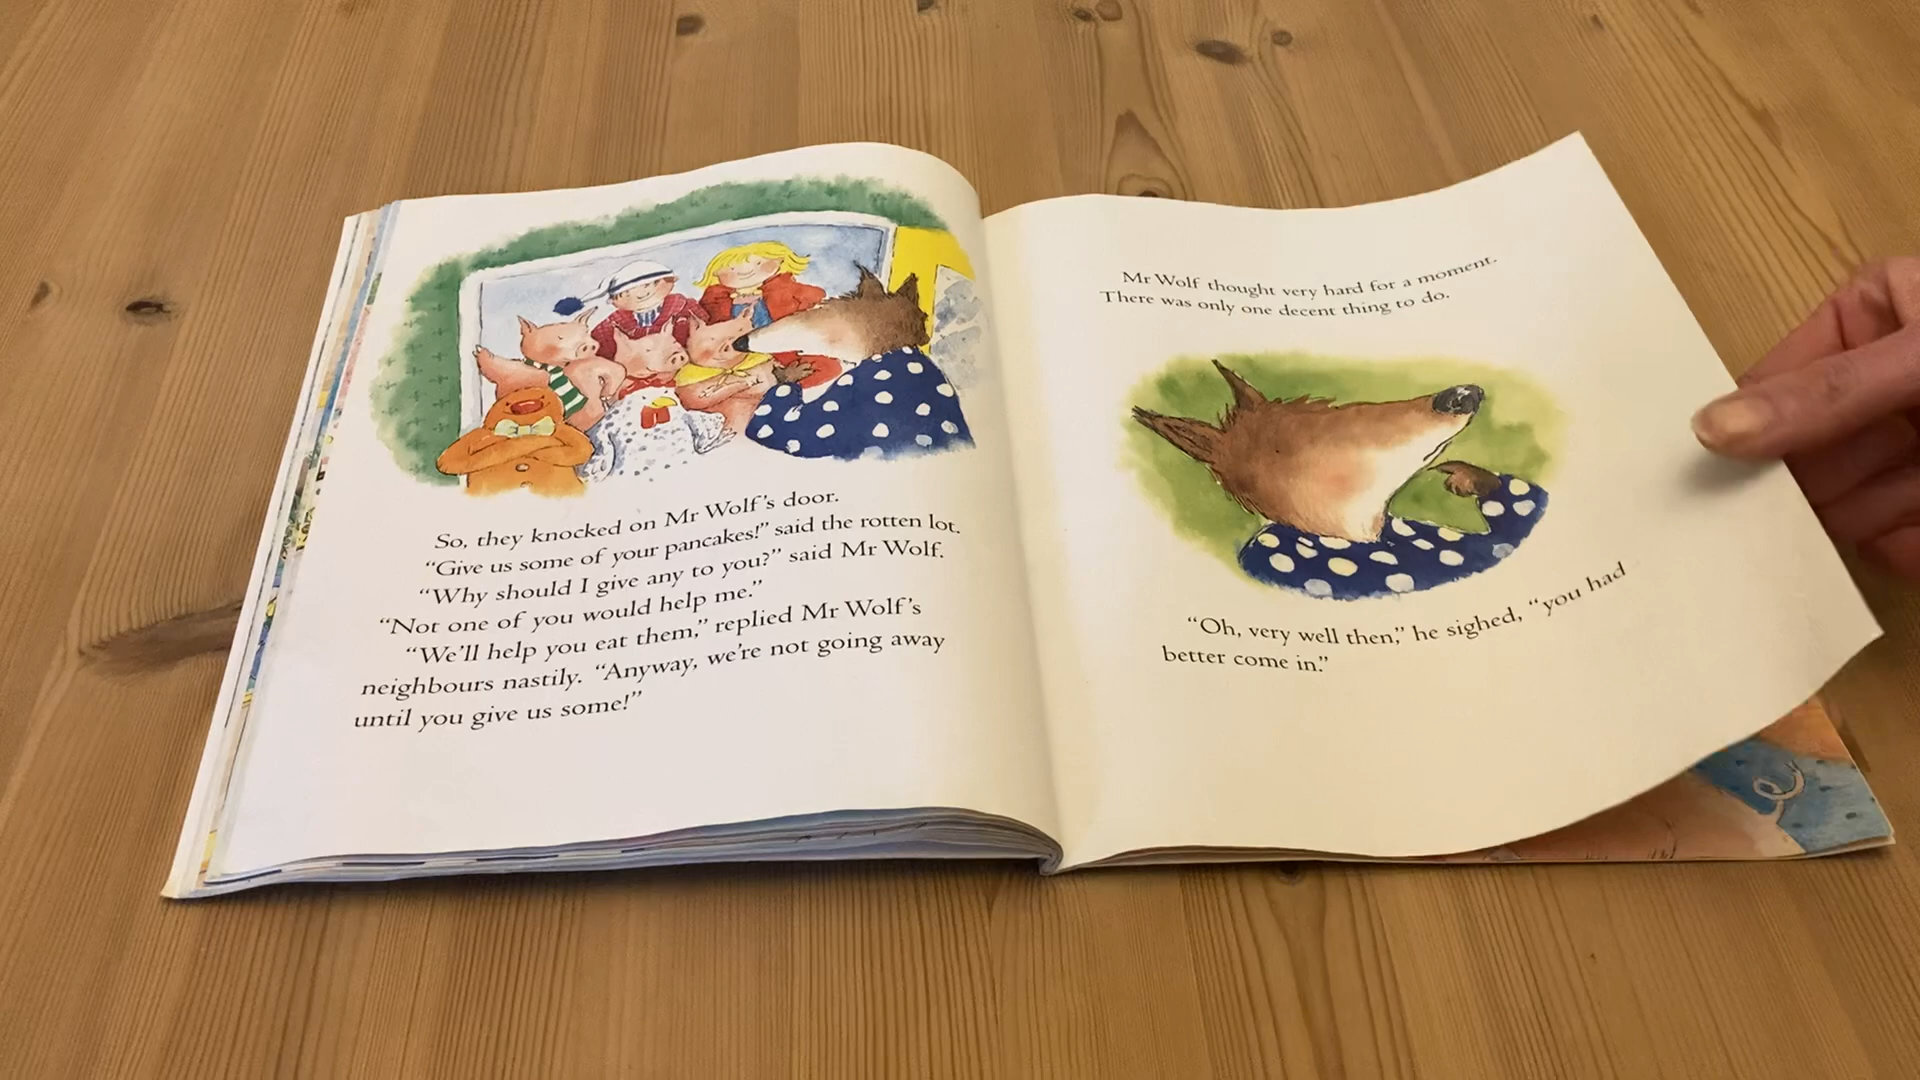 So, they knocked on Mr Wolf's door.
“Give us some of your pancakes!” said the rotten lot.
“Why should I give any to you?” said Mr Wolf.
“Not one of you would help me.”
“We'll help you eat them,” replied Mr Wolf's
neighbours nastily. “Anyway, we're not going away
until you give us some!”
Mr Wolf thought very hard for a moment.
There was only one decent thing to do.
“Oh, very well then,” he sighed, “you had
better come in.”